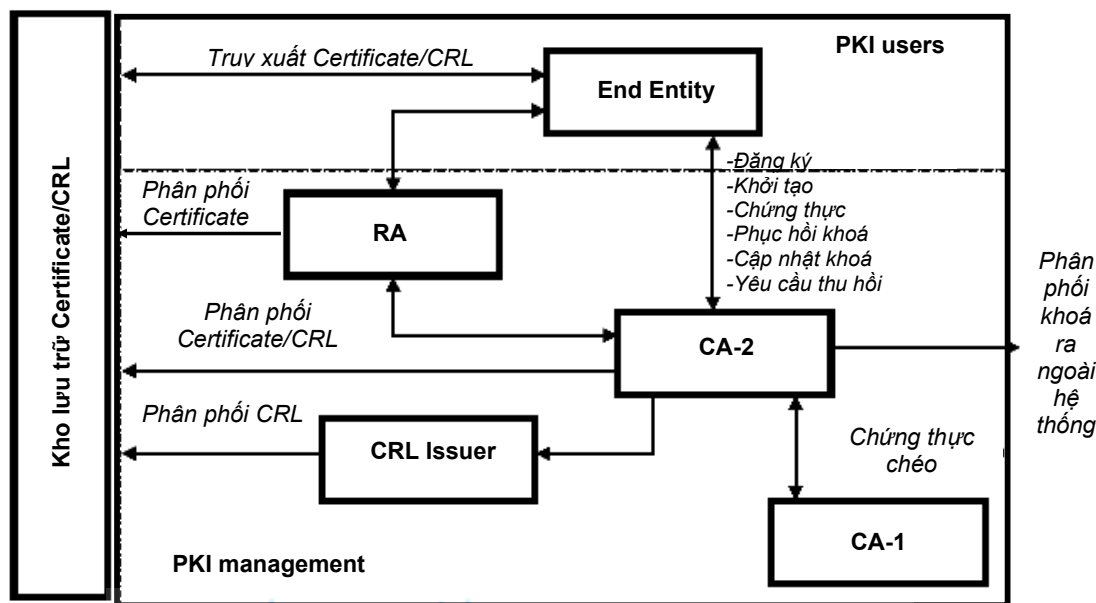 PKI users
Truy xuất Certificate/CRL
End Entity
-Đăng ký
-Khởi tạo
-Chứng thực
-Phục hồi khoá
-Cập nhật khoá
-Yêu cầu thu hồi
Phân phối
Certificate
RA
Kho lưu trữ Certificate/CRL
Phân phối
Certificate/CRL
CA-2
Phân
phối
khoá
ra
ngoài
hệ
thống
Phân phối CRL
CRL Issuer
Chứng thực
chéo
CA-1
PKI management